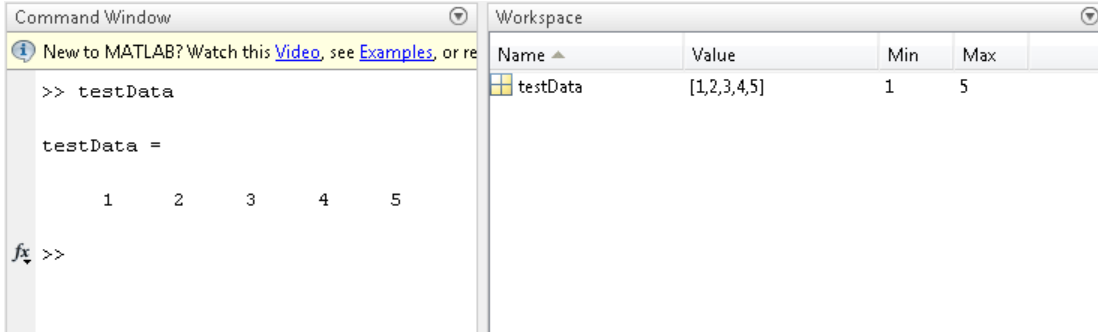 Command Window
New to MATLAB? Watch this Video, see Examples, or re
>> testData
testData =
1 2 3 4 5
fx >>
Workspace
Name Value Min Max
testData [1,2,3,4,5] 1 5